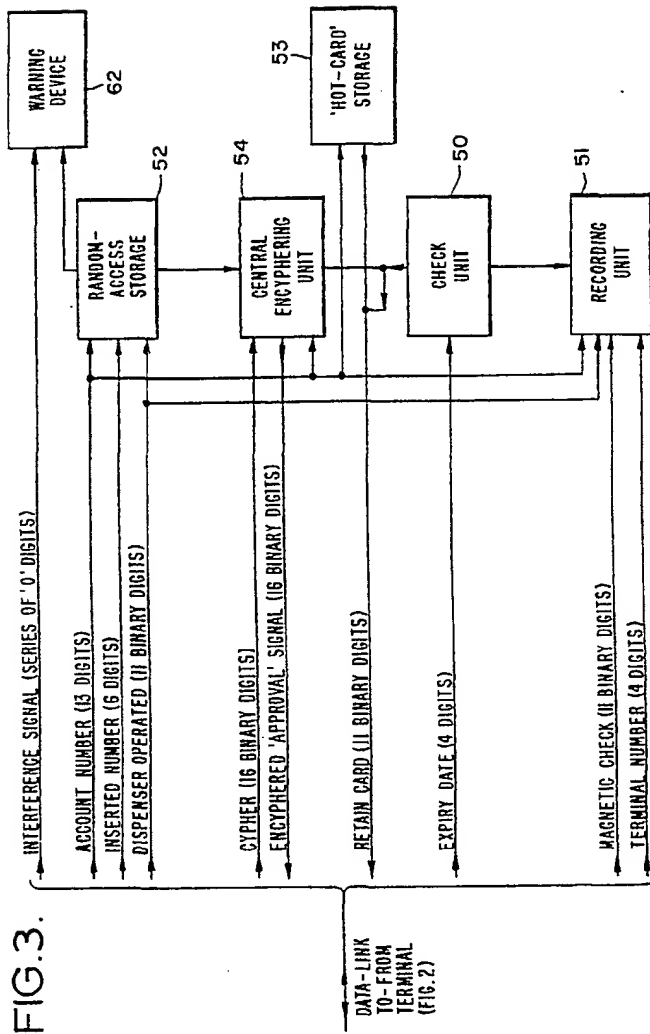 FIG.3.
INTERFERENCE SIGNAL (SERIES OF '0' DIGITS)
WARNING
DEVICE
62
ACCOUNT NUMBER (13 DIGITS)
INSERTED NUMBER (6 DIGITS)
DISPENSER OPERATED (11 BINARY DIGITS)
RANDOM-
ACCESS
STORAGE
52
CYPHER (16 BINARY DIGITS)
ENCYPHERED 'APPROVAL' SIGNAL (16 BINARY DIGITS)
CENTRAL
ENCYPHERING
UNIT
54
'HOT-CARD'
STORAGE
53
RETAIN CARD (11 BINARY DIGITS)
EXPIRY DATE (4 DIGITS)
CHECK
UNIT
50
MAGNETIC CHECK (11 BINARY DIGITS)
TERMINAL NUMBER (4 DIGITS)
RECORDING
UNIT
51
DATA-LINK
TO-FROM
TERMINAL
(FIG.2)